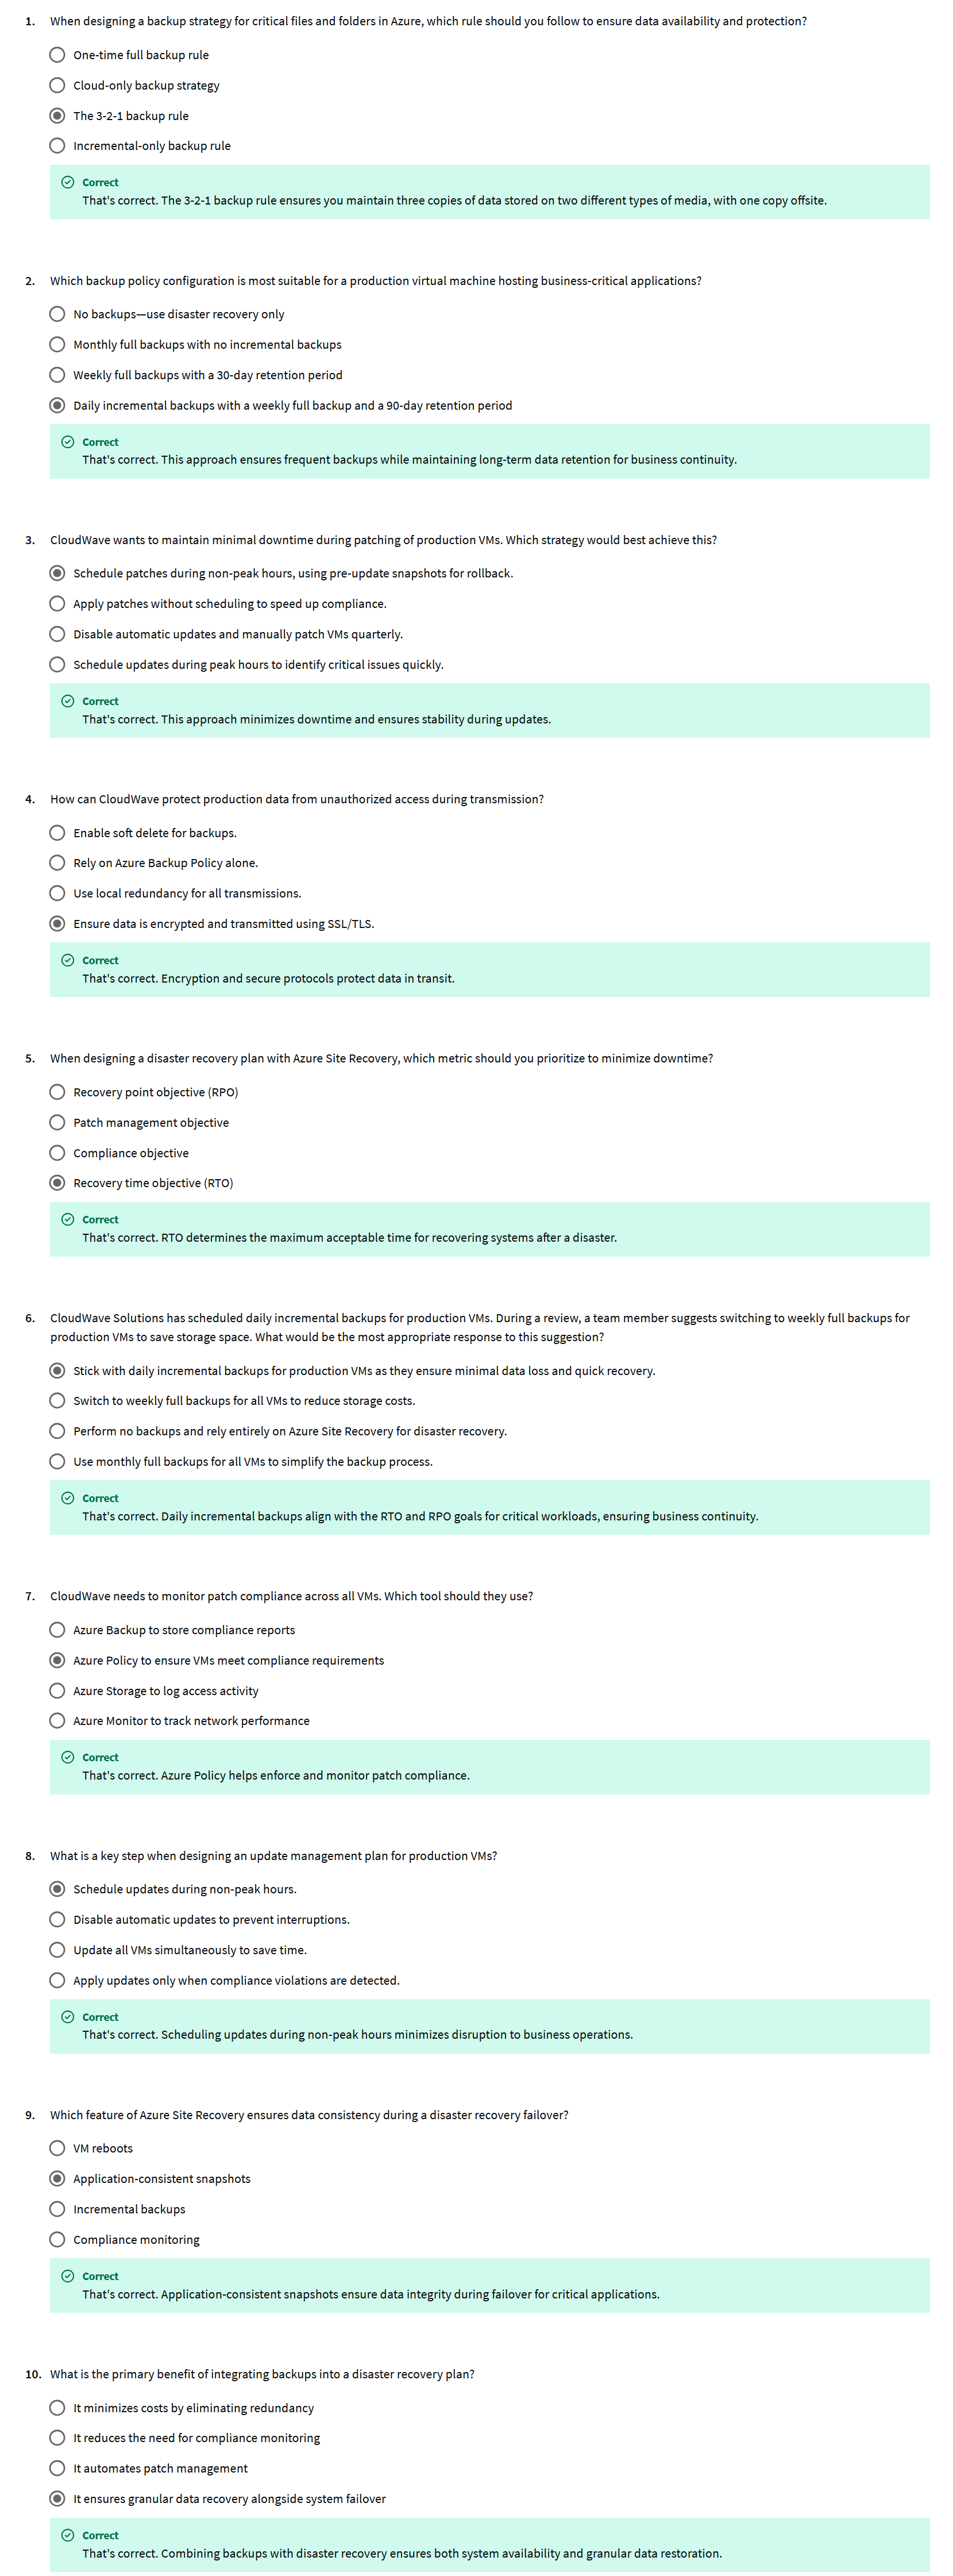 1. When designing a backup strategy for critical files and folders in Azure, which rule should you follow to ensure data availability and protection?
One-time full backup rule
Cloud-only backup strategy
The 3-2-1 backup rule
Incremental-only backup rule
Correct
That's correct. The 3-2-1 backup rule ensures you maintain three copies of data stored on two different types of media, with one copy offsite.
2. Which backup policy configuration is most suitable for a production virtual machine hosting business-critical applications?
No backups—use disaster recovery only
Monthly full backups with no incremental backups
Weekly full backups with a 30-day retention period
Daily incremental backups with a weekly full backup and a 90-day retention period
Correct
That's correct. This approach ensures frequent backups while maintaining long-term data retention for business continuity.
3. CloudWave wants to maintain minimal downtime during patching of production VMs. Which strategy would best achieve this?
Schedule patches during non-peak hours, using pre-update snapshots for rollback.
Apply patches without scheduling to speed up compliance.
Disable automatic updates and manually patch VMs quarterly.
Schedule updates during peak hours to identify critical issues quickly.
Correct
That's correct. This approach minimizes downtime and ensures stability during updates.
4. How can CloudWave protect production data from unauthorized access during transmission?
Enable soft delete for backups.
Rely on Azure Backup Policy alone.
Use local redundancy for all transmissions.
Ensure data is encrypted and transmitted using SSL/TLS.
Correct
That's correct. Encryption and secure protocols protect data in transit.
5. When designing a disaster recovery plan with Azure Site Recovery, which metric should you prioritize to minimize downtime?
Recovery point objective (RPO)
Patch management objective
Compliance objective
Recovery time objective (RTO)
Correct
That's correct. RTO determines the maximum acceptable time for recovering systems after a disaster.
6. CloudWave Solutions has scheduled daily incremental backups for production VMs. During a review, a team member suggests switching to weekly full backups for
production VMs to save storage space. What would be the most appropriate response to this suggestion?
Stick with daily incremental backups for production VMs as they ensure minimal data loss and quick recovery.
Switch to weekly full backups for all VMs to reduce storage costs.
Perform no backups and rely entirely on Azure Site Recovery for disaster recovery.
Use monthly full backups for all VMs to simplify the backup process.
Correct
That's correct. Daily incremental backups align with the RTO and RPO goals for critical workloads, ensuring business continuity.
7. CloudWave needs to monitor patch compliance across all VMs. Which tool should they use?
Azure Backup to store compliance reports
Azure Policy to ensure VMs meet compliance requirements
Azure Storage to log access activity
Azure Monitor to track network performance
Correct
That's correct. Azure Policy helps enforce and monitor patch compliance.
8. What is a key step when designing an update management plan for production VMs?
Schedule updates during non-peak hours.
Disable automatic updates to prevent interruptions.
Update all VMs simultaneously to save time.
Apply updates only when compliance violations are detected.
Correct
That's correct. Scheduling updates during non-peak hours minimizes disruption to business operations.
9. Which feature of Azure Site Recovery ensures data consistency during a disaster recovery failover?
VM reboots
Application-consistent snapshots
Incremental backups
Compliance monitoring
Correct
That's correct. Application-consistent snapshots ensure data integrity during failover for critical applications.
10. What is the primary benefit of integrating backups into a disaster recovery plan?
It minimizes costs by eliminating redundancy
It reduces the need for compliance monitoring
It automates patch management
It ensures granular data recovery alongside system failover
Correct
That's correct. Combining backups with disaster recovery ensures both system availability and granular data restoration.